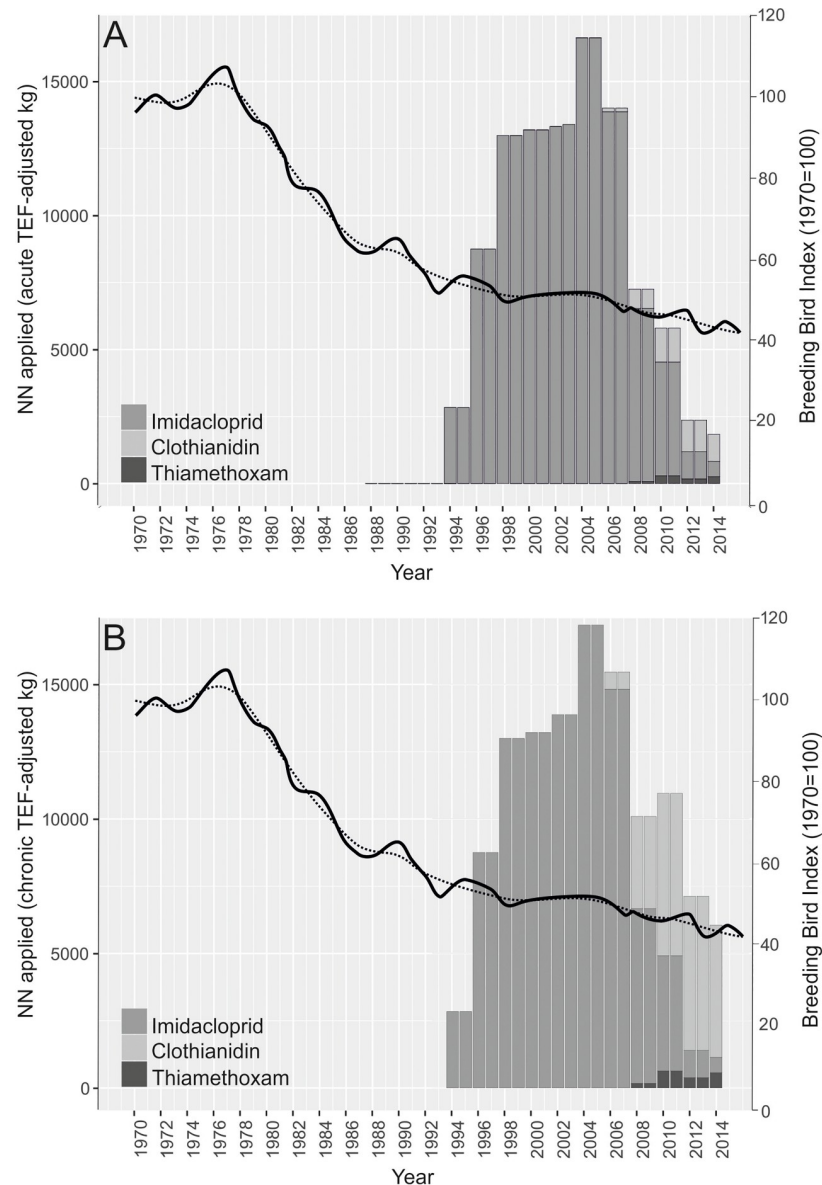 A
NN applied (acute TEF-adjusted kg)
15000
10000
5000
0
120
100
80
60
40
20
0
Breeding Bird Index (1970=100)
Imidacloprid
Clothianidin
Thiamethoxam
1970 1972 1974 1976 1978 1980 1982 1984 1986 1988 1990 1992 1994 1996 1998 2000 2002 2004 2006 2008 2010 2012 2014
Year
B
NN applied (chronic TEF-adjusted kg)
15000
10000
5000
0
120
100
80
60
40
20
0
Breeding Bird Index (1970=100)
Imidacloprid
Clothianidin
Thiamethoxam
1970 1972 1974 1976 1978 1980 1982 1984 1986 1988 1990 1992 1994 1996 1998 2000 2002 2004 2006 2008 2010 2012 2014
Year